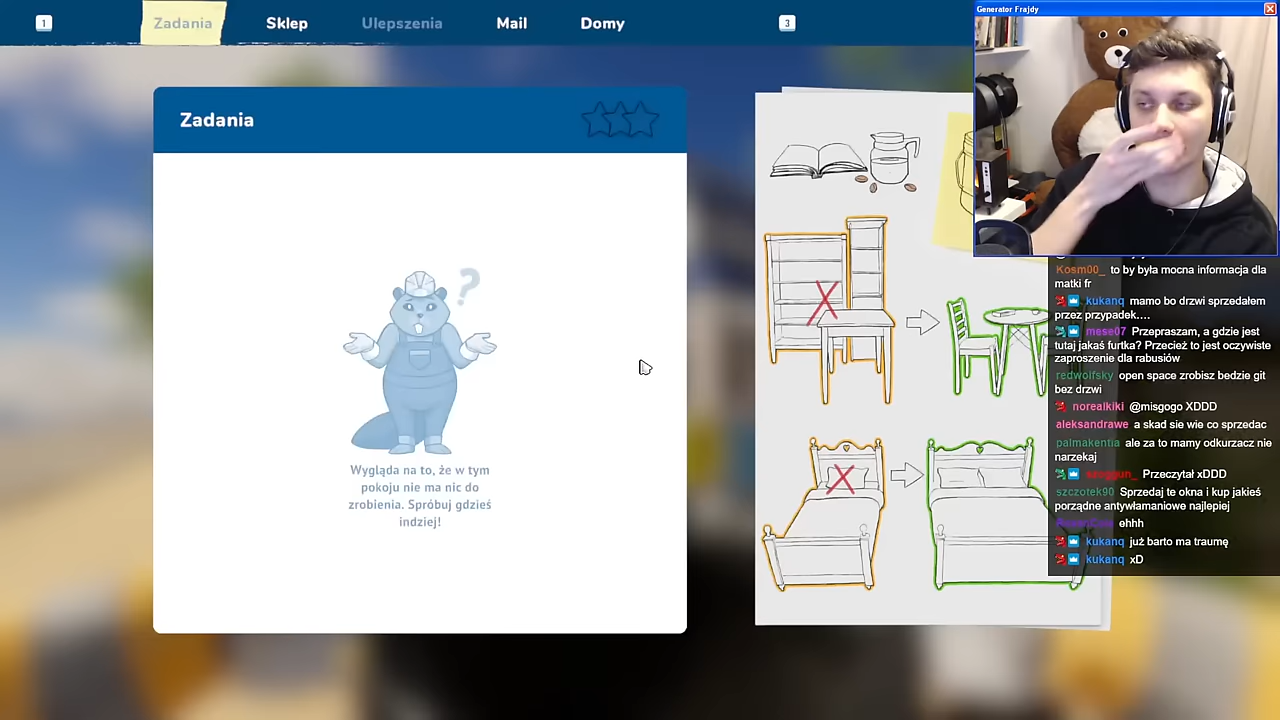 1
Zadania
Sklep
Ulepszenia
Mail
Domy
3
Generator Frajdy
Zadania
Wygląda na to, że w tym
pokoju nie ma nic do
zrobienia. Spróbuj gdzieś
indziej!
Kosm00_ to by była mocna informacja dla
matki fr
kukanq mamo bo drzwi sprzedałem
przez przypadek....
mese07 Przepraszam, a gdzie jest
tutaj jakaś furtka? Przecież to jest oczywiste
zaproszenie dla rabusiów
redwolfsky open space zrobisz bedzie git
bez drzwi
norealkiki @misgogo XDDD
aleksandrawe a skad sie wie co sprzedac
palmakentia ale za to mamy odkurzacz nie
narzekaj
Przeczytał xDDD
szczotek90 Sprzedaj te okna i kup jakieś
porządne antywłamaniowe najlepiej
ehhh
kukanq już barto ma traumę
kukanq xD